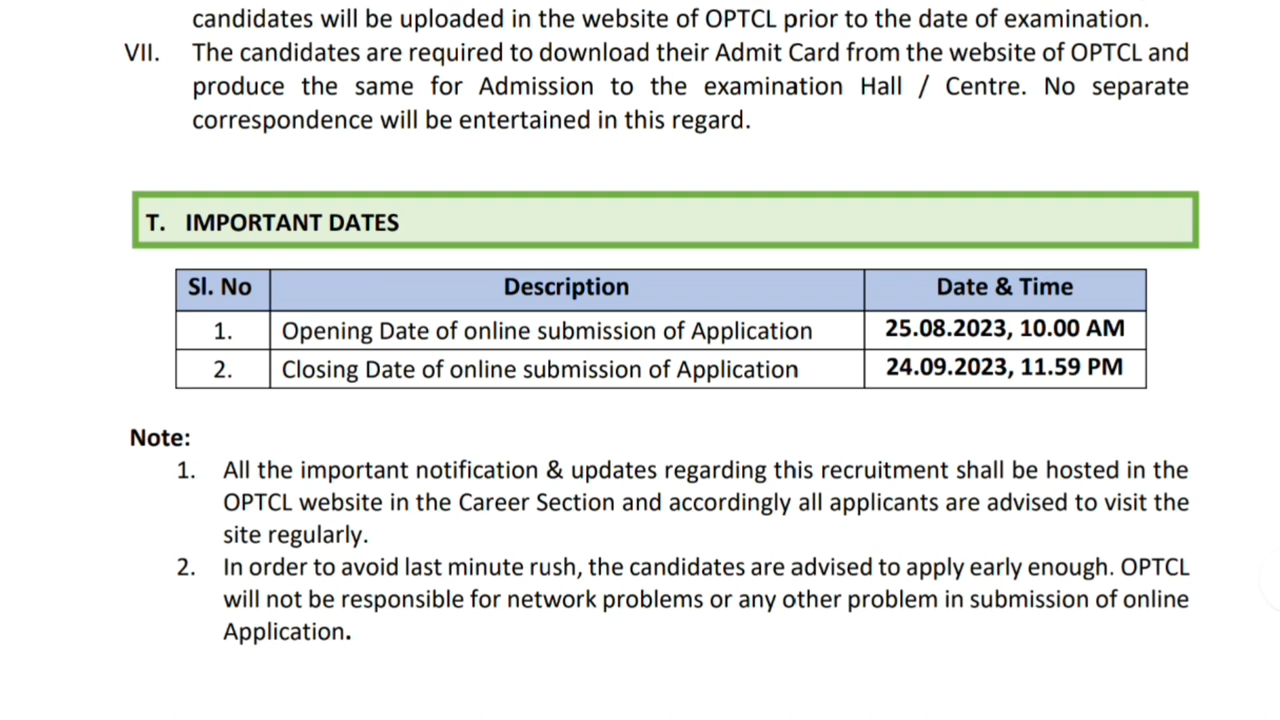 candidates will be uploaded in the website of OPTCL prior to the date of examination.
VII. The candidates are required to download their Admit Card from the website of OPTCL and
produce the same for Admission to the examination Hall / Centre. No separate
correspondence will be entertained in this regard.
T. IMPORTANT DATES
Sl. No Description Date & Time
1. Opening Date of online submission of Application 25.08.2023, 10.00 AM
2. Closing Date of online submission of Application 24.09.2023, 11.59 PM
Note:
1. All the important notification & updates regarding this recruitment shall be hosted in the
OPTCL website in the Career Section and accordingly all applicants are advised to visit the
site regularly.
2. In order to avoid last minute rush, the candidates are advised to apply early enough. OPTCL
will not be responsible for network problems or any other problem in submission of online
Application.